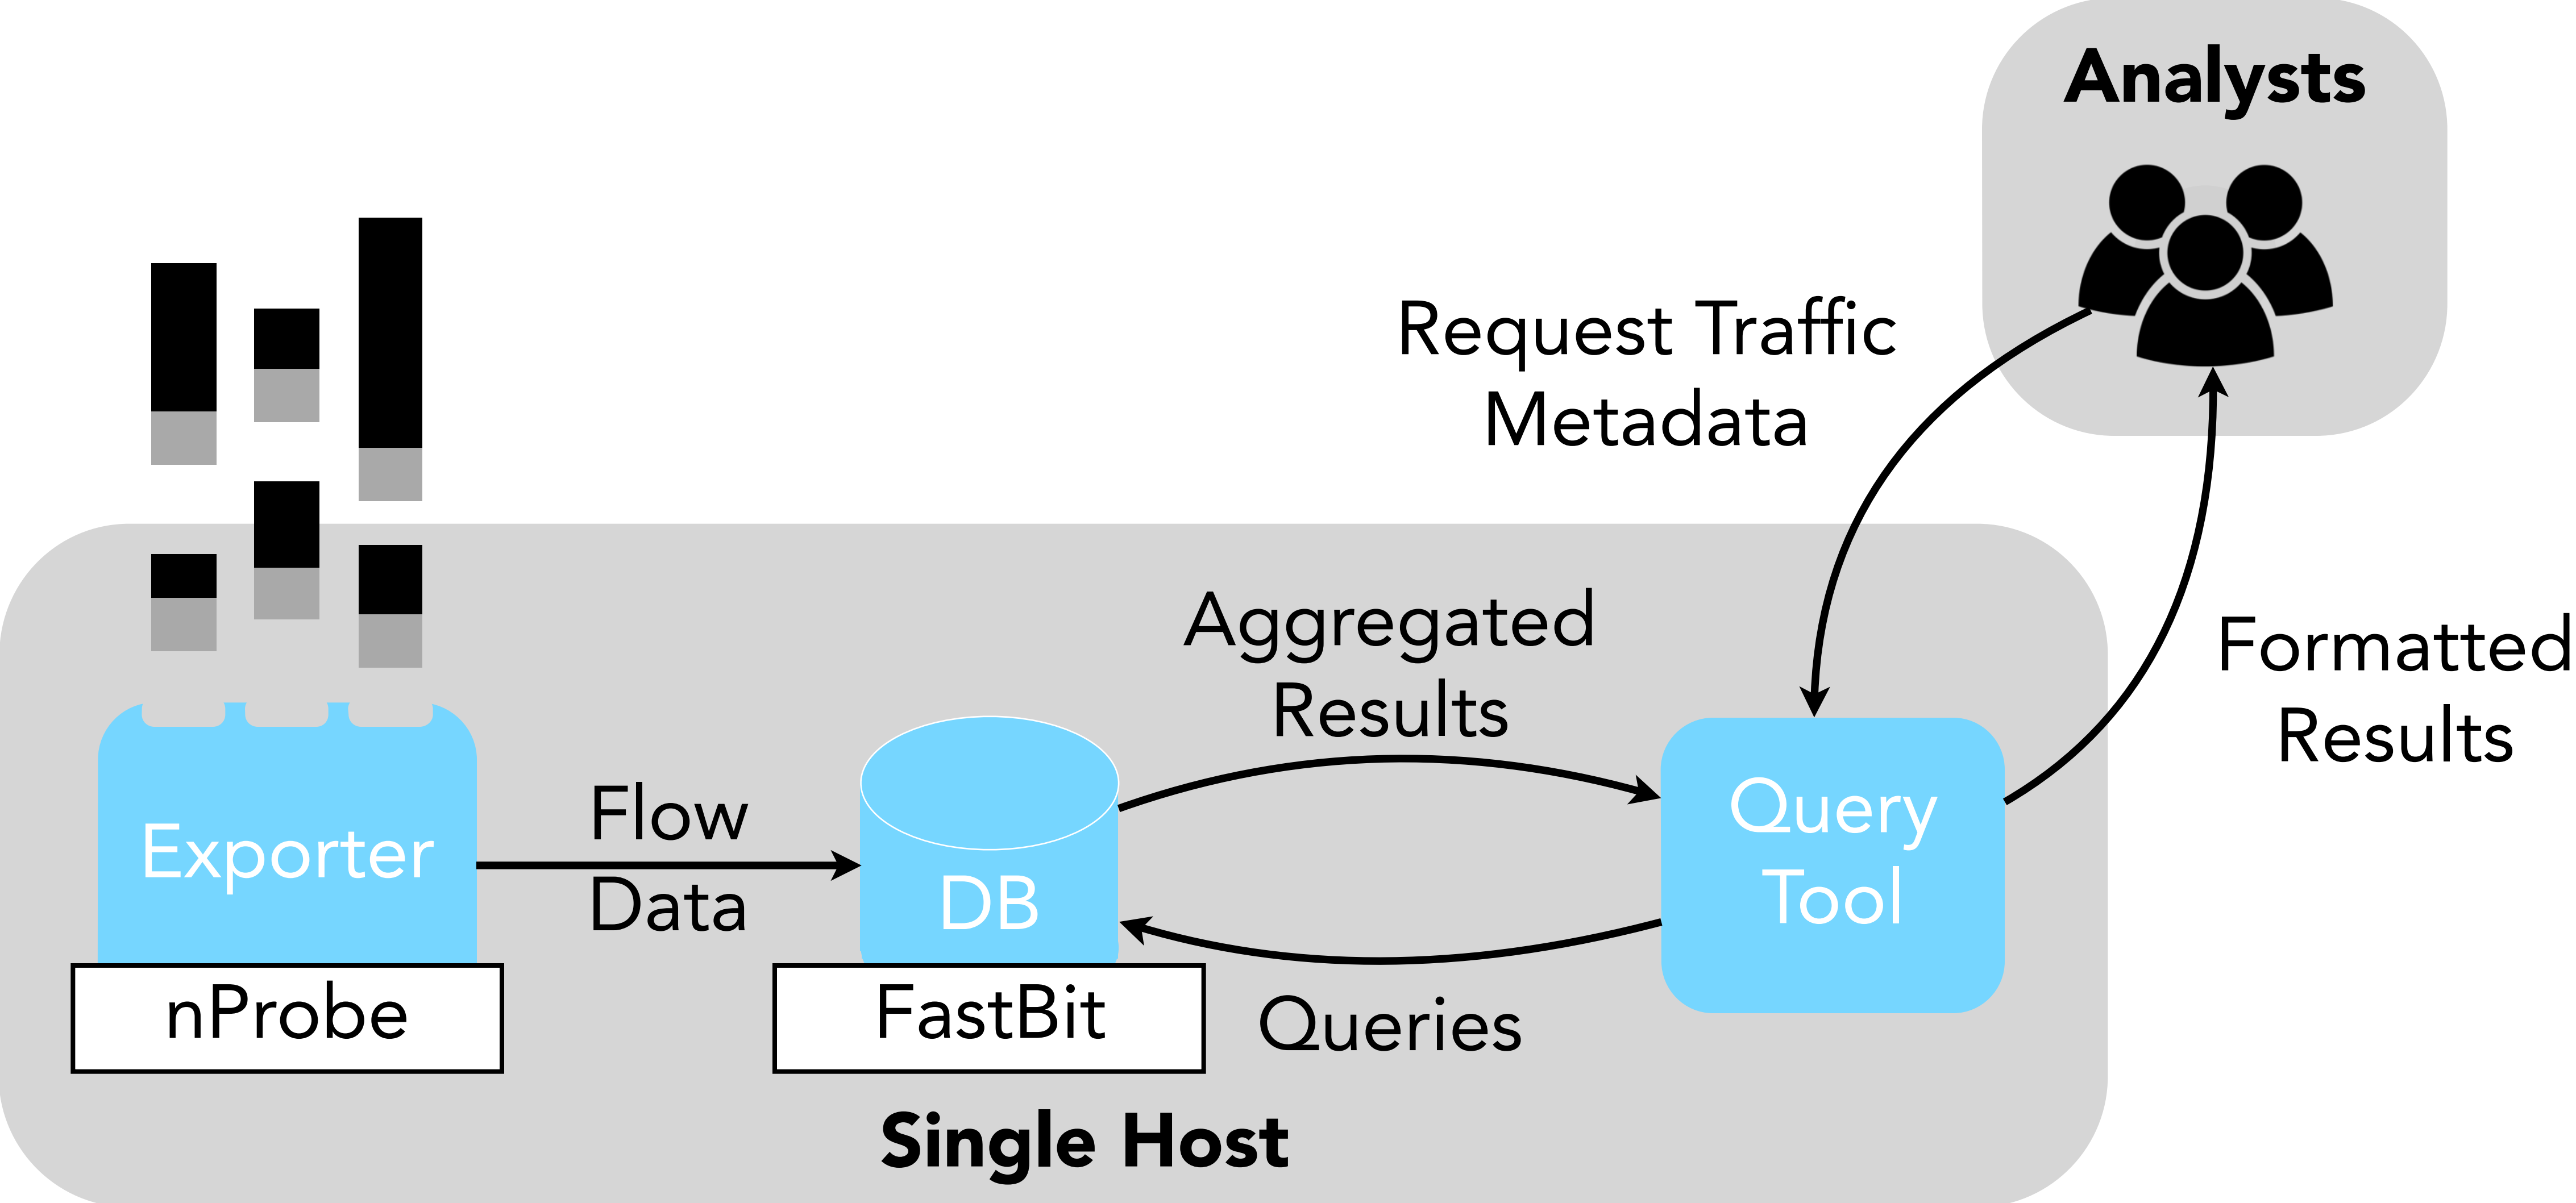 Analysts
Request Traffic
Metadata
Aggregated
Results
Formatted
Results
Exporter
Flow
Data
DB
Query
Tool
nProbe
FastBit
Queries
Single Host